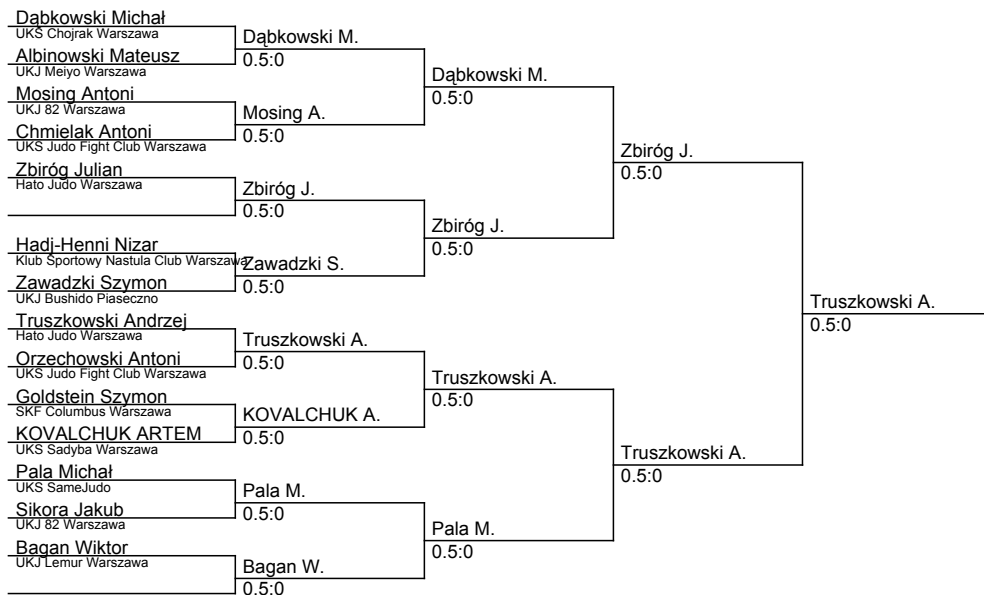 Dąbkowski Michał
UKS Chojrak Warszawa
Albinowski Mateusz
UKJ Meiyo Warszawa
Mosing Antoni
UKJ 82 Warszawa
Chmielak Antoni
UKS Judo Fight Club Warszawa
Zbiróg Julian
Hato Judo Warszawa
Hadj-Henni Nizar
Klub Sportowy Nastula Club Warszawa
Zawadzki Szymon
UKJ Bushido Piaseczno
Truszkowski Andrzej
Hato Judo Warszawa
Orzechowski Antoni
UKS Judo Fight Club Warszawa
Goldstein Szymon
SKF Columbus Warszawa
KOVALCHUK ARTEM
UKS Sadyba Warszawa
Pala Michał
UKS SameJudo
Sikora Jakub
UKJ 82 Warszawa
Bagan Wiktor
UKJ Lemur Warszawa
Dąbkowski M.
0.5:0
Mosing A.
0.5:0
Zbiróg J.
0.5:0
Zawadzki S.
0.5:0
Truszkowski A.
0.5:0
KOVALCHUK A.
0.5:0
Pala M.
0.5:0
Bagan W.
0.5:0
Dąbkowski M.
0.5:0
Zbiróg J.
0.5:0
Truszkowski A.
0.5:0
Pala M.
0.5:0
Zbiróg J.
0.5:0
Truszkowski A.
0.5:0
Truszkowski A.
0.5:0